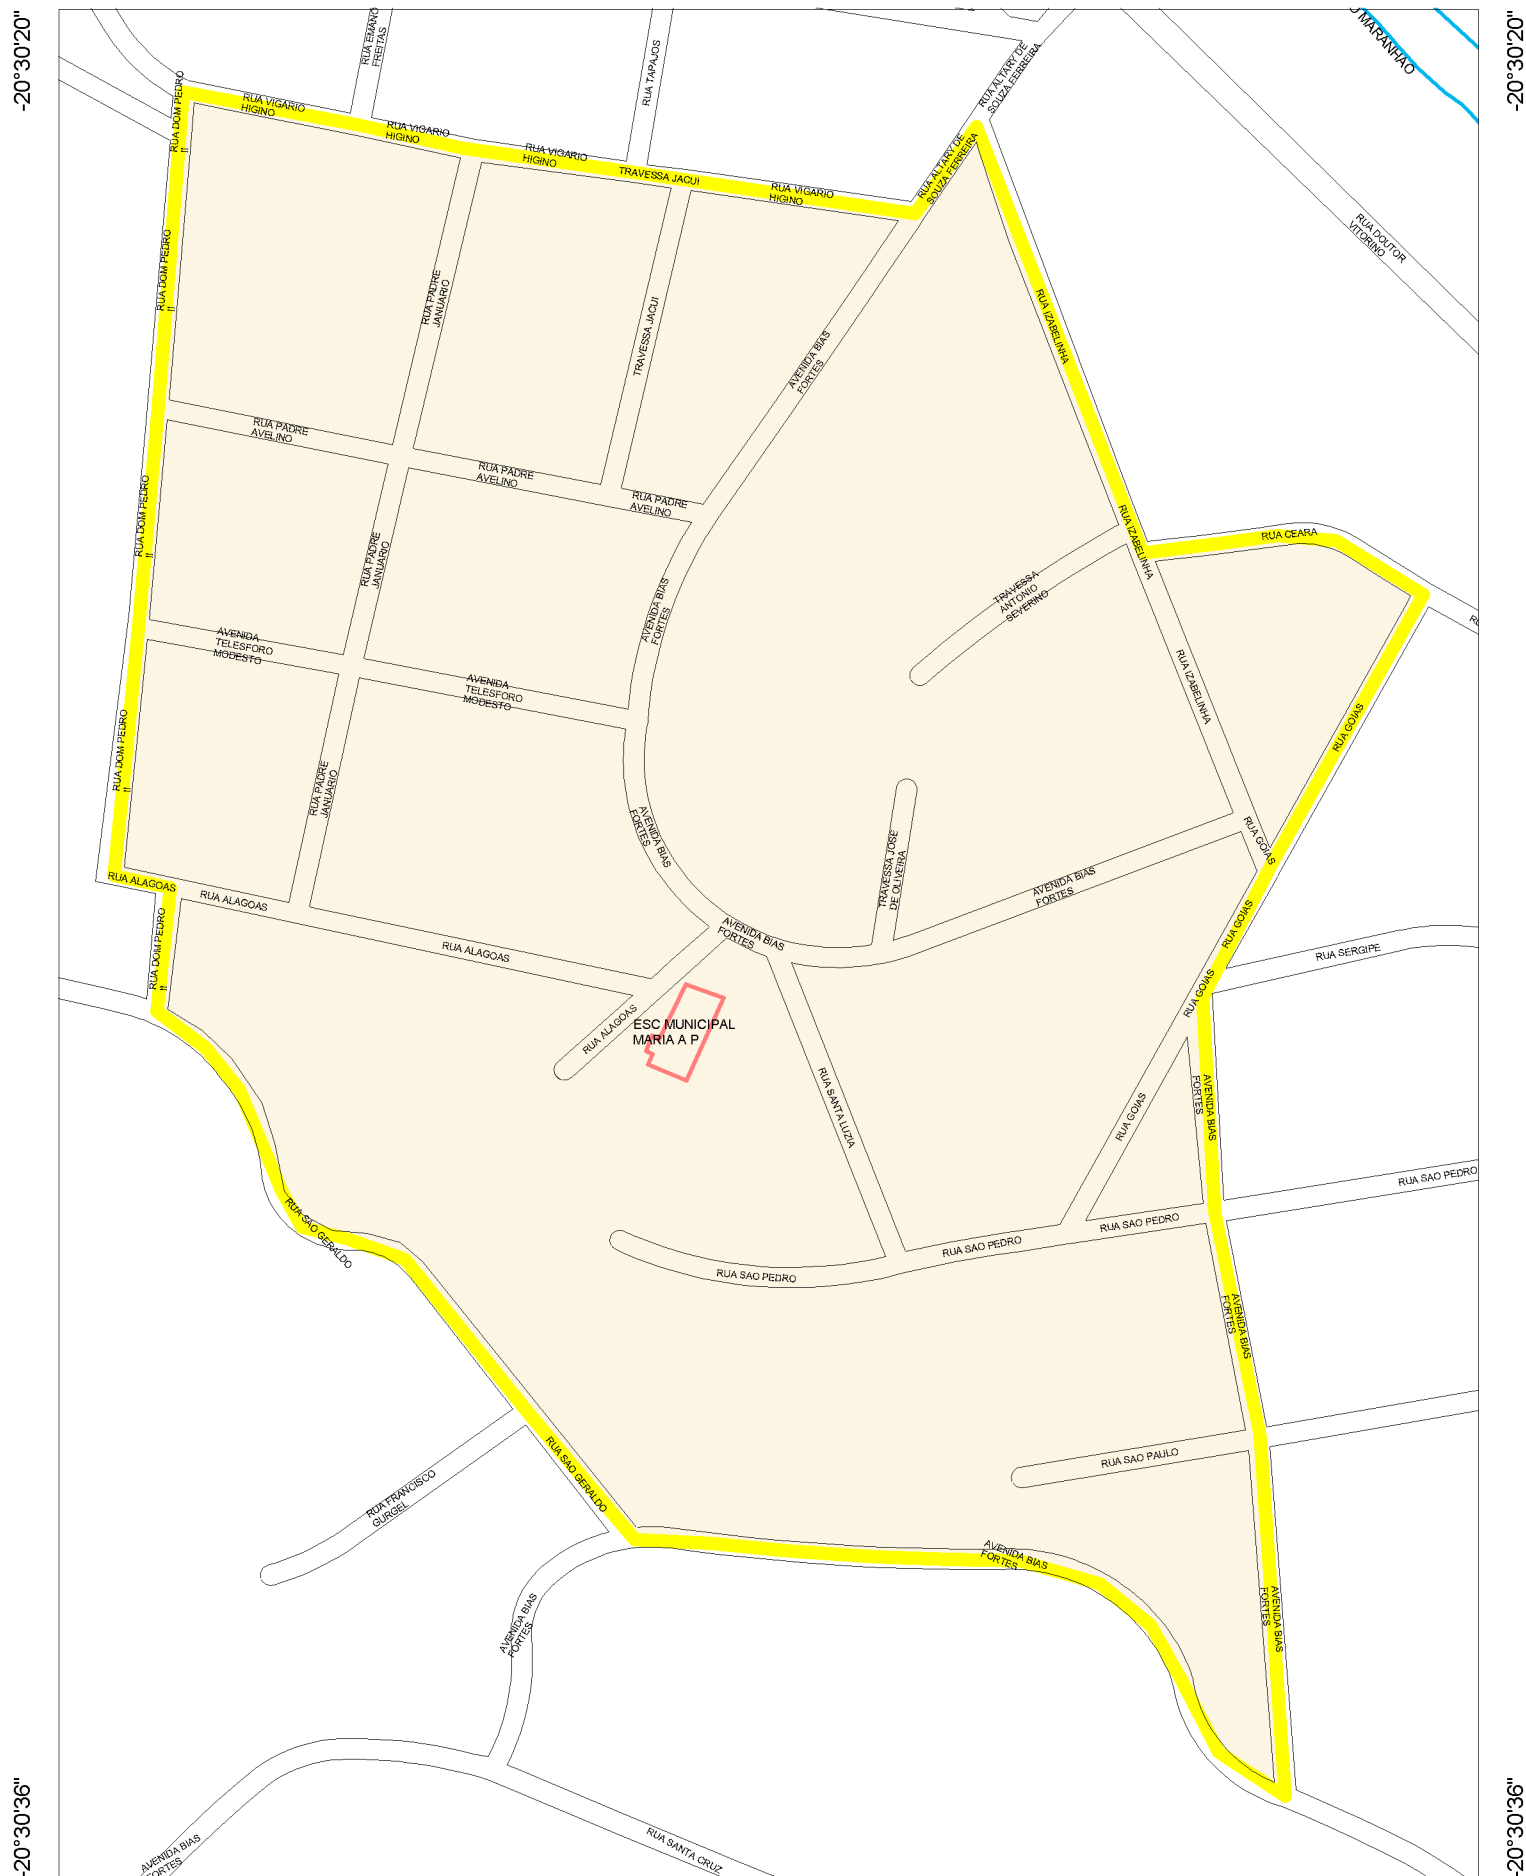 -20°30'20"
-20°30'20"
RUA EMANO
FREITAS
RUA TAPAJOS
RUA ALTARY DE
SOUZA FERREIRA
MARANHAO
RUA DOM PEDRO
II
RUA VIGARIO
HIGINO
RUA VIGARIO
HIGINO
RUA VIGARIO
HIGINO
TRAVESSA JACUI
RUA VIGARIO
HIGINO
RUA ALTARY DE
SOUZA FERREIRA
RUA DOUTOR
VITORINO
RUA DOM PEDRO
II
RUA PADRE
JANUARIO
TRAVESSA JACUI
AVENIDA BIAS
FORTES
RUA IZABELINHA
RUA PADRE
AVELINO
RUA PADRE
AVELINO
RUA PADRE
AVELINO
RUA DOM PEDRO
II
RUA PADRE
JANUARIO
AVENIDA BIAS
FORTES
TRAVESSA
ANTONIO
SEVERINO
RUA IZABELINHA
RUA CEARA
AVENIDA
TELESFORO
MODESTO
AVENIDA
TELESFORO
MODESTO
RUA IZABELINHA
RUA GOIAS
RUA DOM PEDRO
II
RUA PADRE
JANUARIO
AVENIDA BIAS
FORTES
TRAVESSA JOSE
DE OLIVEIRA
RUA GOIAS
RUA ALAGOAS
RUA ALAGOAS
RUA ALAGOAS
AVENIDA BIAS
FORTES
AVENIDA BIAS
FORTES
RUA GOIAS
RUA SERGIPE
RUA DOM PEDRO
II
RUA GOIAS
RUA ALAGOAS
ESC MUNICIPAL
MARIA A P
RUA SANTA LUZIA
RUA GOIAS
AVENIDA BIAS
FORTES
RUA SAO PEDRO
RUA SAO PEDRO
RUA SAO PEDRO
RUA SAO PEDRO
RUA SAO GERALDO
AVENIDA BIAS
FORTES
RUA SAO GERALDO
RUA FRANCISCO
GURGEL
RUA SAO PAULO
AVENIDA BIAS
FORTES
AVENIDA BIAS
FORTES
AVENIDA BIAS
FORTES
AVENIDA BIAS
FORTES
RUA SANTA CRUZ
-20°30'36"
-20°30'36"